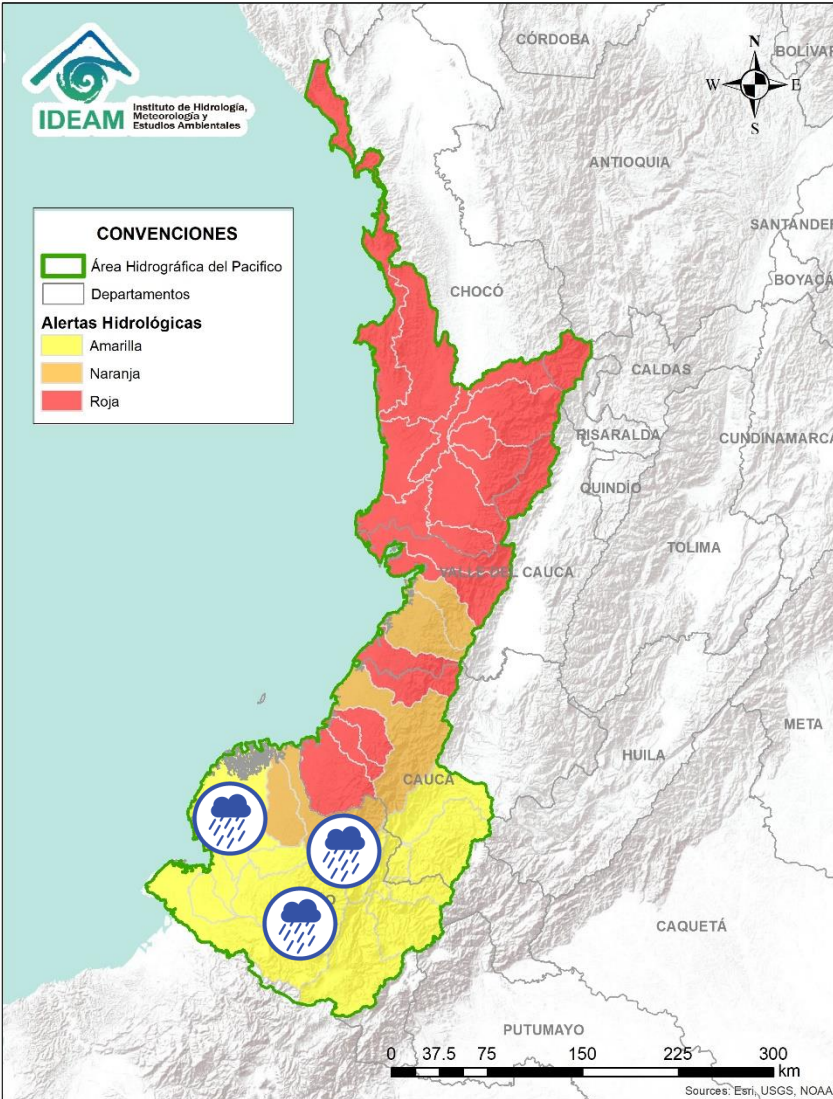 IDEAM
Instituto de Hidrología,
Meteorología y
Estudios Ambientales
CÓRDOBA
BOLÍVAR
N
W
E
S
ANTIOQUIA
SANTANDER
BOYACÁ
CONVENCIONES
Área Hidrográfica del Pacifico
Departamentos
Alertas Hidrológicas
Amarilla
Naranja
Roja
CHOCÓ
CALDAS
RISARALDA
CUNDINAMARCA
QUINDÍO
TOLIMA
VALLE DEL CAUCA
META
HUILA
CAUCA
CAQUETÁ
PUTUMAYO
0 37.5 75 150 225 300
km
Sources: Esri, USGS, NOAA